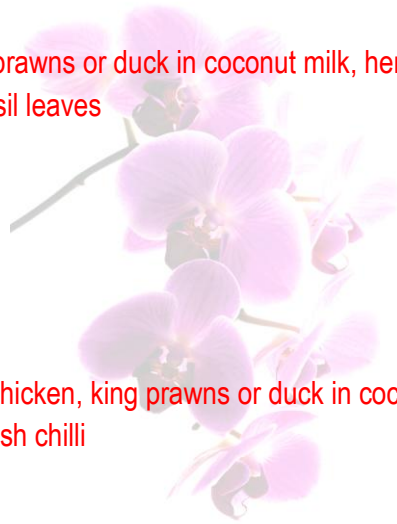 prawns or duck in coconut milk, her
sil leaves
hicken, king prawns or duck in coc
sh chilli